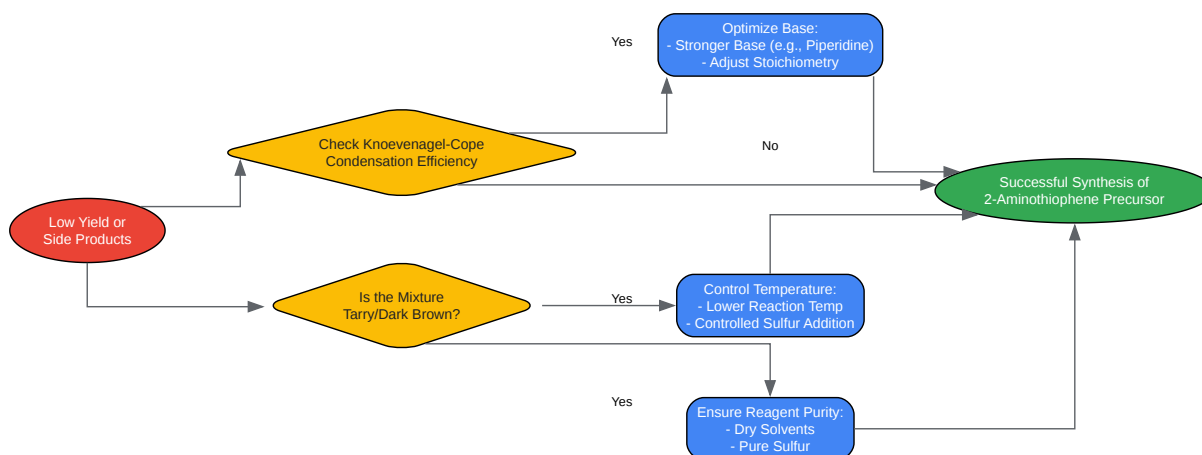 Optimize Base:
- Stronger Base (e.g., Piperidine)
- Adjust Stoichiometry
Yes
Check Knoevenagel-Cope
Condensation Efficiency
No
Successful Synthesis of
2-Aminothiophene Precursor
Low Yield or
Side Products
Is the Mixture
Tarry/Dark Brown?
Yes
Control Temperature:
- Lower Reaction Temp
- Controlled Sulfur Addition
Yes
Ensure Reagent Purity:
- Dry Solvents
- Pure Sulfur